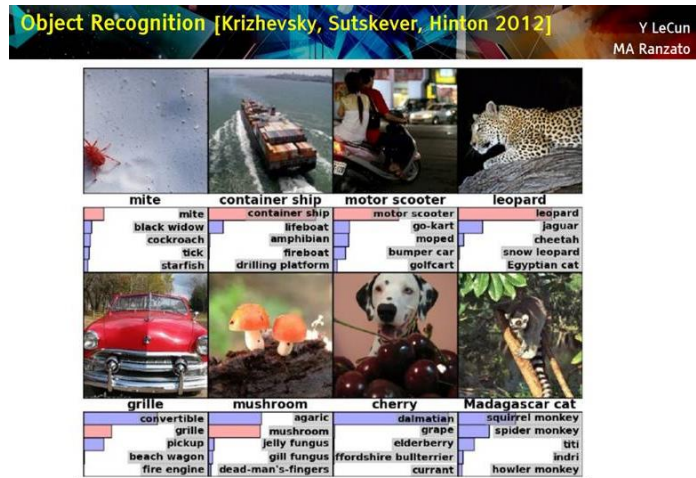 Object Recognition [Krizhevsky, Sutskever, Hinton 2012]
Y LeCun
MA Ranzato
mite
container ship
motor scooter
leopard
mite
black widow
cockroach
tick
starfish
container ship
lifeboat
amphibian
fireboat
drilling platform
motor scooter
go-kart
moped
bumper car
golfcart
leopard
jaguar
cheetah
snow leopard
Egyptian cat
grille
mushroom
cherry
Madagascar cat
convertible
grille
pickup
beach wagon
fire engine
agaric
mushroom
jelly fungus
gill fungus
dead-man's-fingers
dalmatian
grape
elderberry
ffordshire bullterrier
currant
squirrel monkey
spider monkey
titi
indri
howler monkey